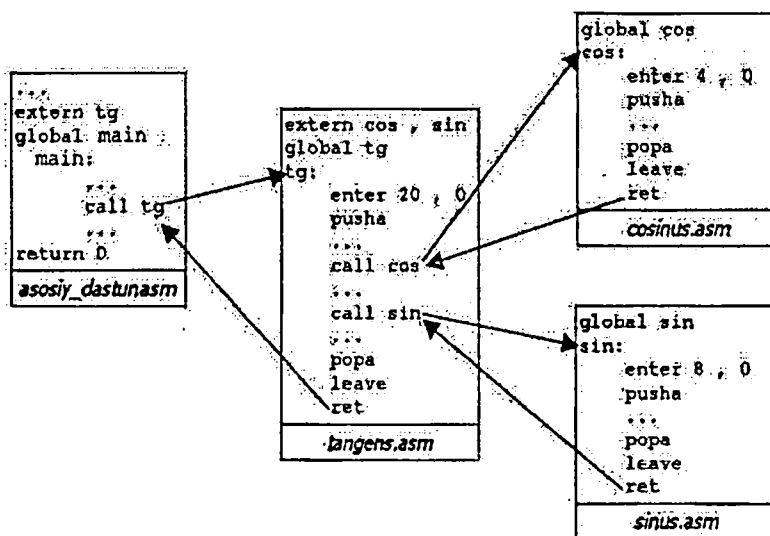 ...
extern tg
global main
main:
...
call tg
...
return 0
asosiy_dastur.asm
extern cos , sin
global tg
tg:
enter 20 , 0
pusha
...
call cos
...
call sin
...
popa
leave
ret
tangens.asm
global cos
cos:
enter 4 , 0
pusha
...
popa
leave
ret
cosinus.asm
global sin
sin:
enter 8 , 0
pusha
...
popa
leave
ret
sinus.asm